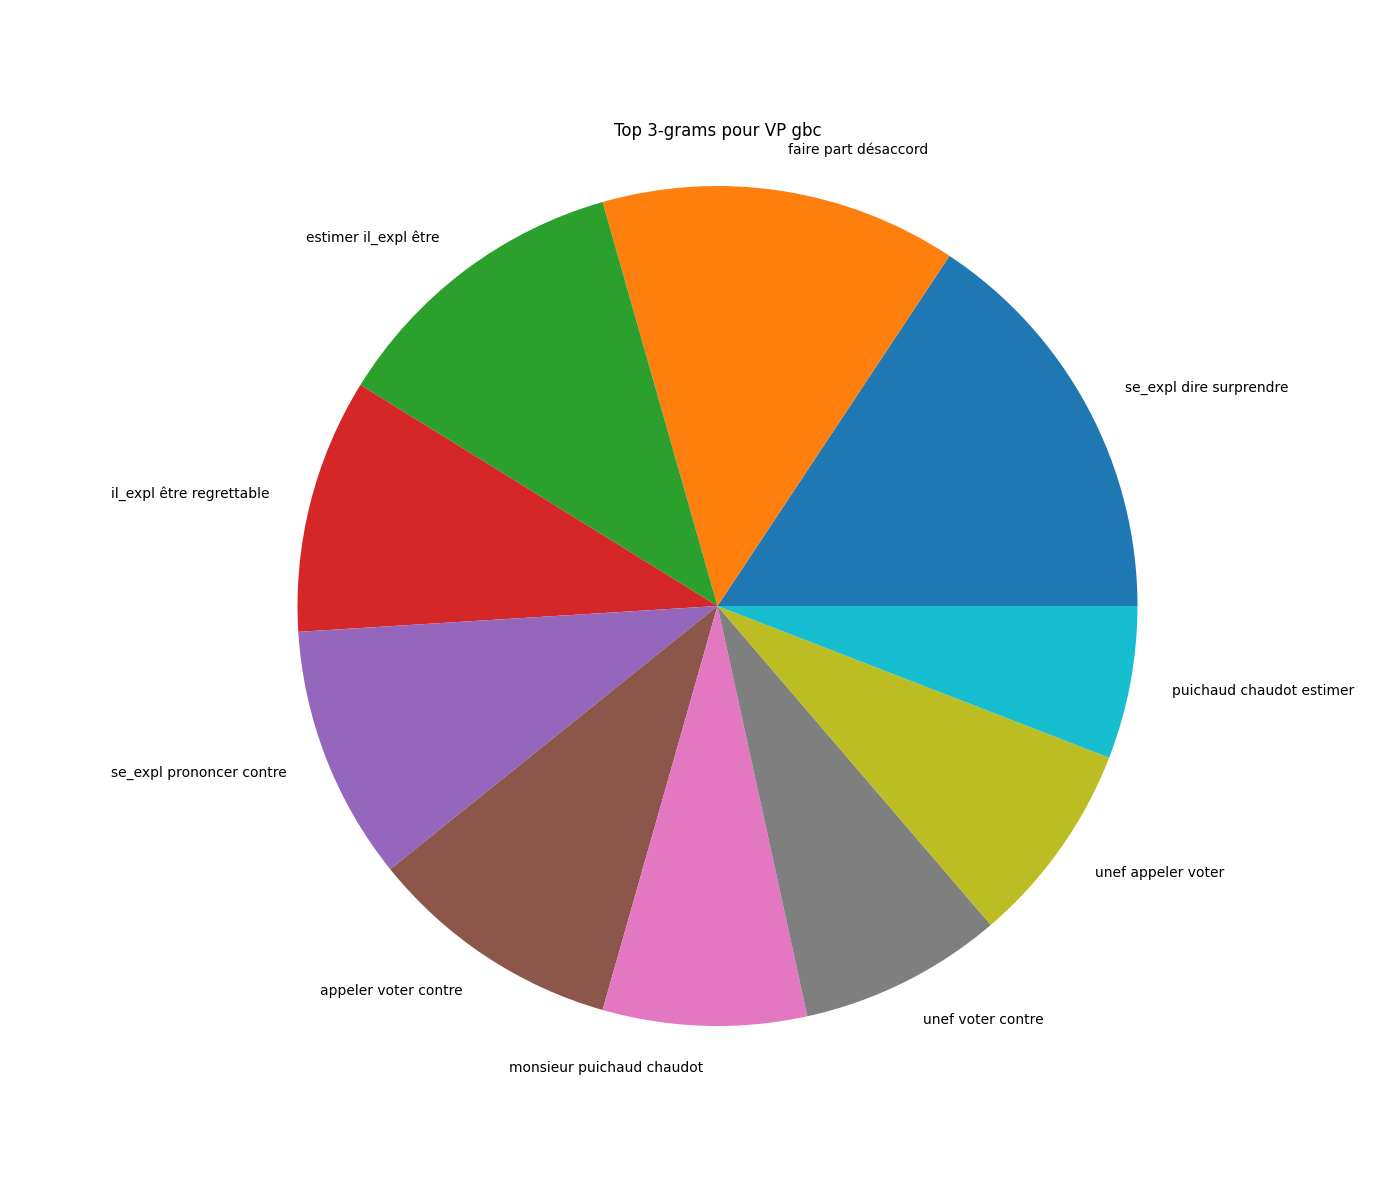 Top 3-grams pour VP gbc
faire part désaccord
estimer il_expl être
se_expl dire surprendre
il_expl être regrettable
puichaud chaudot estimer
se_expl prononcer contre
unef appeler voter
appeler voter contre
unef voter contre
monsieur puichaud chaudot